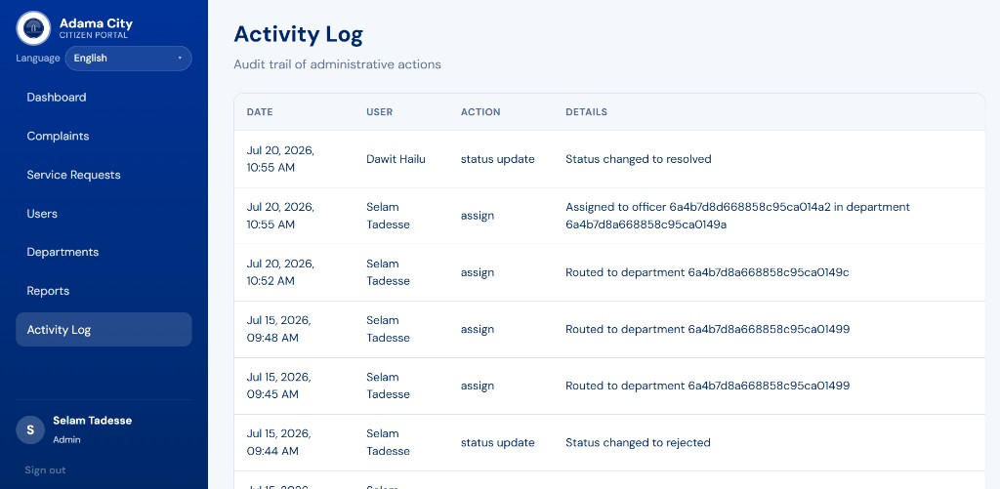 Adama City
CITIZEN PORTAL
Language English
Dashboard
Complaints
Service Requests
Users
Departments
Reports
Activity Log
S
Selam Tadesse
Admin
Sign out
Activity Log
Audit trail of administrative actions
DATE USER ACTION DETAILS
Jul 20, 2026,
10:55 AM
Dawit Hailu
status update
Status changed to resolved
Jul 20, 2026,
10:55 AM
Selam
Tadesse
assign
Assigned to officer 6a4b7d8d668858c95ca014a2 in department
6a4b7d8a668858c95ca0149a
Jul 20, 2026,
10:52 AM
Selam
Tadesse
assign
Routed to department 6a4b7d8a668858c95ca0149c
Jul 15, 2026,
09:48 AM
Selam
Tadesse
assign
Routed to department 6a4b7d8a668858c95ca01499
Jul 15, 2026,
09:45 AM
Selam
Tadesse
assign
Routed to department 6a4b7d8a668858c95ca01499
Jul 15, 2026,
09:44 AM
Selam
Tadesse
status update
Status changed to rejected
Jul 15, 2026,
Selam